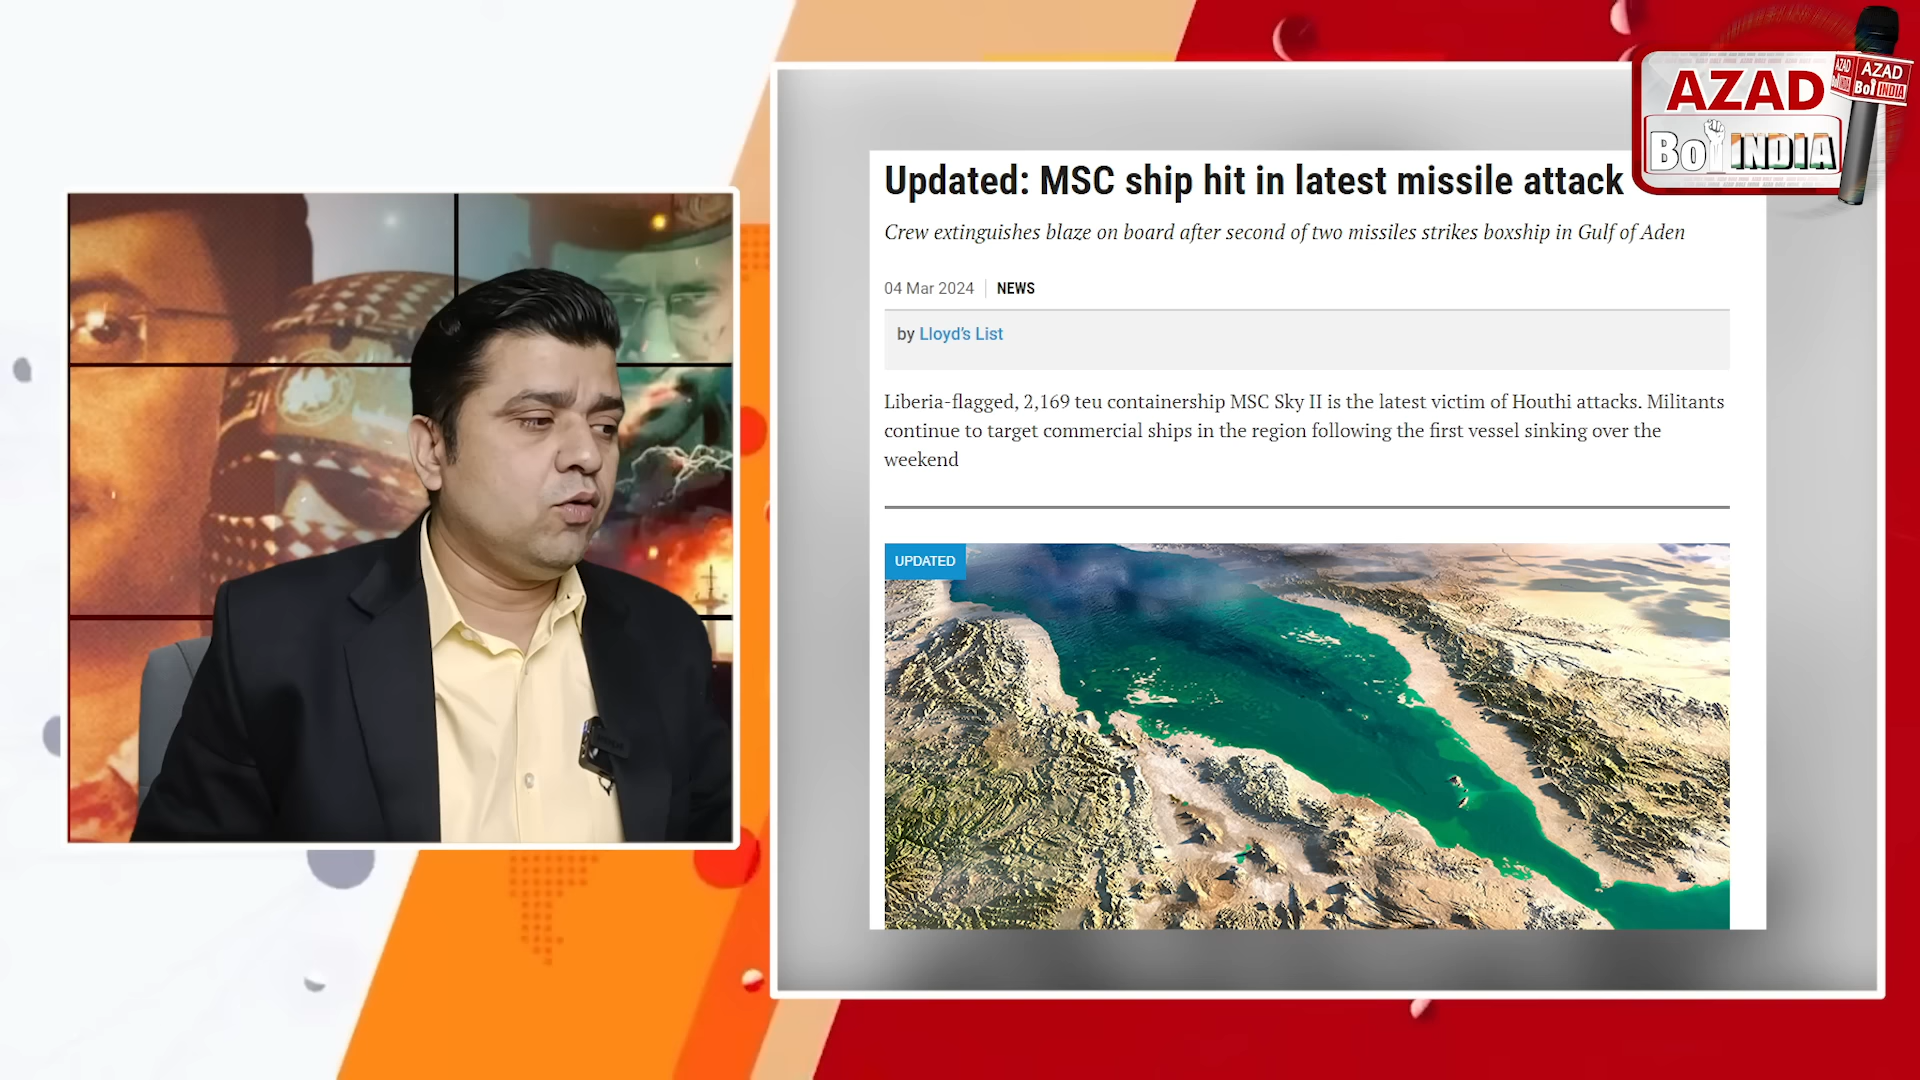 AZAD
Bol INDIA
AZAD
Bol INDIA
Updated: MSC ship hit in latest missile attack
Crew extinguishes blaze on board after second of two missiles strikes boxship in Gulf of Aden
04 Mar 2024 | NEWS
by Lloyd's List
Liberia-flagged, 2,169 teu containership MSC Sky II is the latest victim of Houthi attacks. Militants
continue to target commercial ships in the region following the first vessel sinking over the
weekend
UPDATED